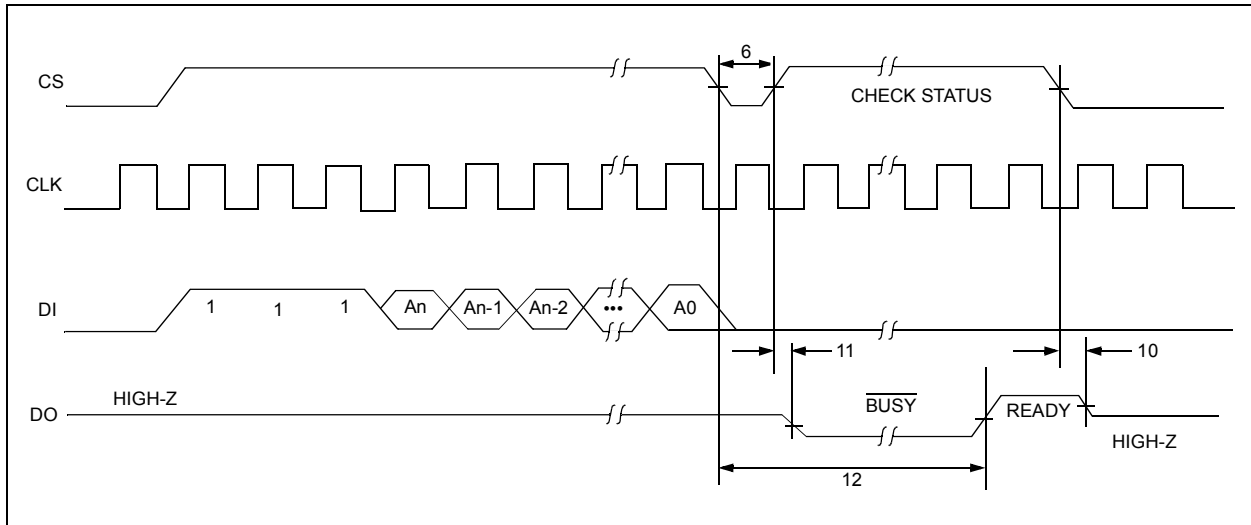 6
CS
CHECK STATUS
CLK
DI
1 1 1 An An-1 An-2 ••• A0
11
10
HIGH-Z
DO
BUSY
READY
HIGH-Z
12